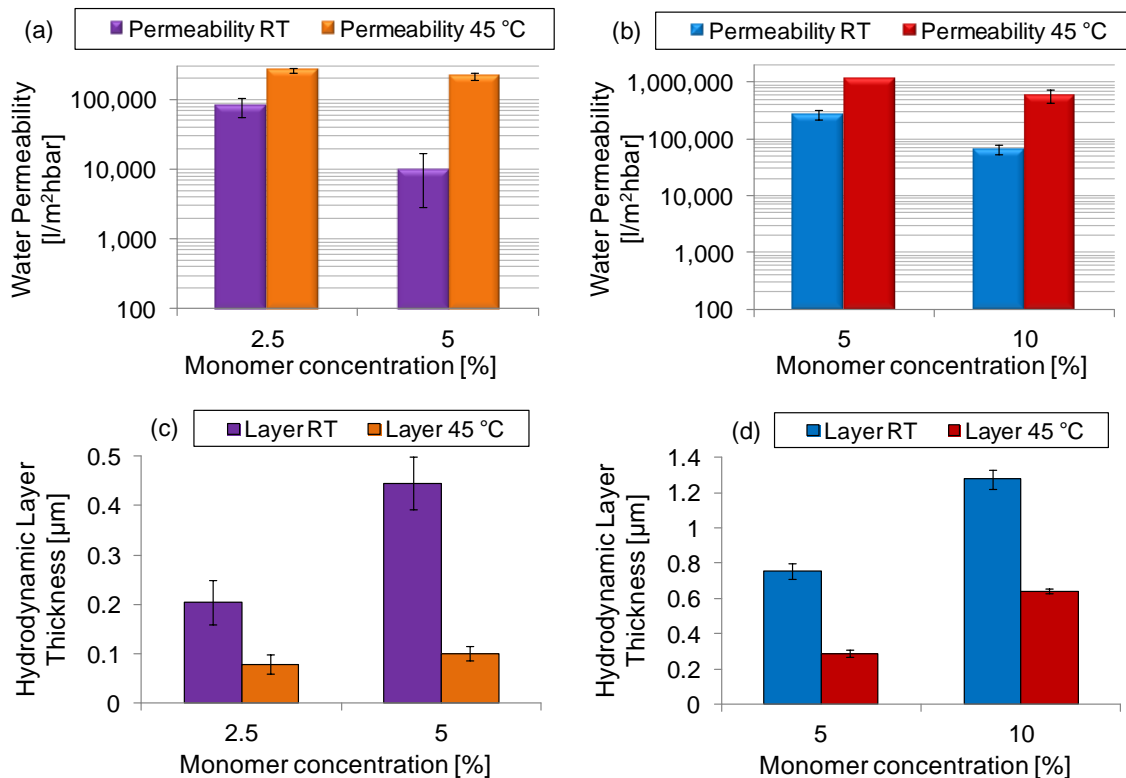 (a)
Permeability RT Permeability 45 °C
Water Permeability
[l/m²hbar]
100,000
10,000
1,000
100
2.5 5
Monomer concentration [%]
(b)
Permeability RT Permeability 45 °C
Water Permeability
[l/m²hbar]
1,000,000
100,000
10,000
1,000
100
5 10
Monomer concentration [%]
(c)
Layer RT Layer 45 °C
Hydrodynamic Layer
Thickness [µm]
0.5
0.4
0.3
0.2
0.1
0
2.5 5
Monomer concentration [%]
(d)
Layer RT Layer 45 °C
Hydrodynamic Layer
Thickness [µm]
1.4
1.2
1
0.8
0.6
0.4
0.2
0
5 10
Monomer concentration [%]